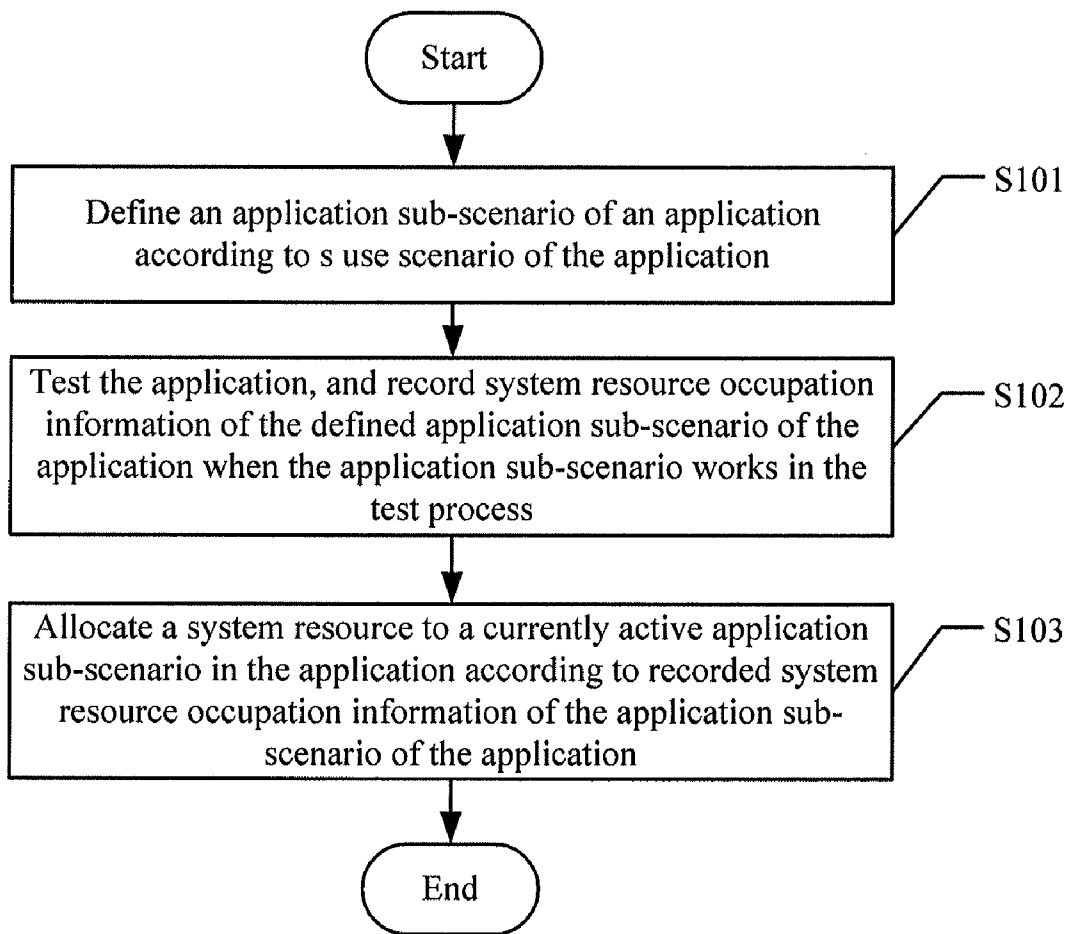 Start
S101
Define an application sub-scenario of an application
according to s use scenario of the application
S102
Test the application, and record system resource occupation
information of the defined application sub-scenario of the
application when the application sub-scenario works in the
test process
S103
Allocate a system resource to a currently active application
sub-scenario in the application according to recorded system
resource occupation information of the application sub-
scenario of the application
End